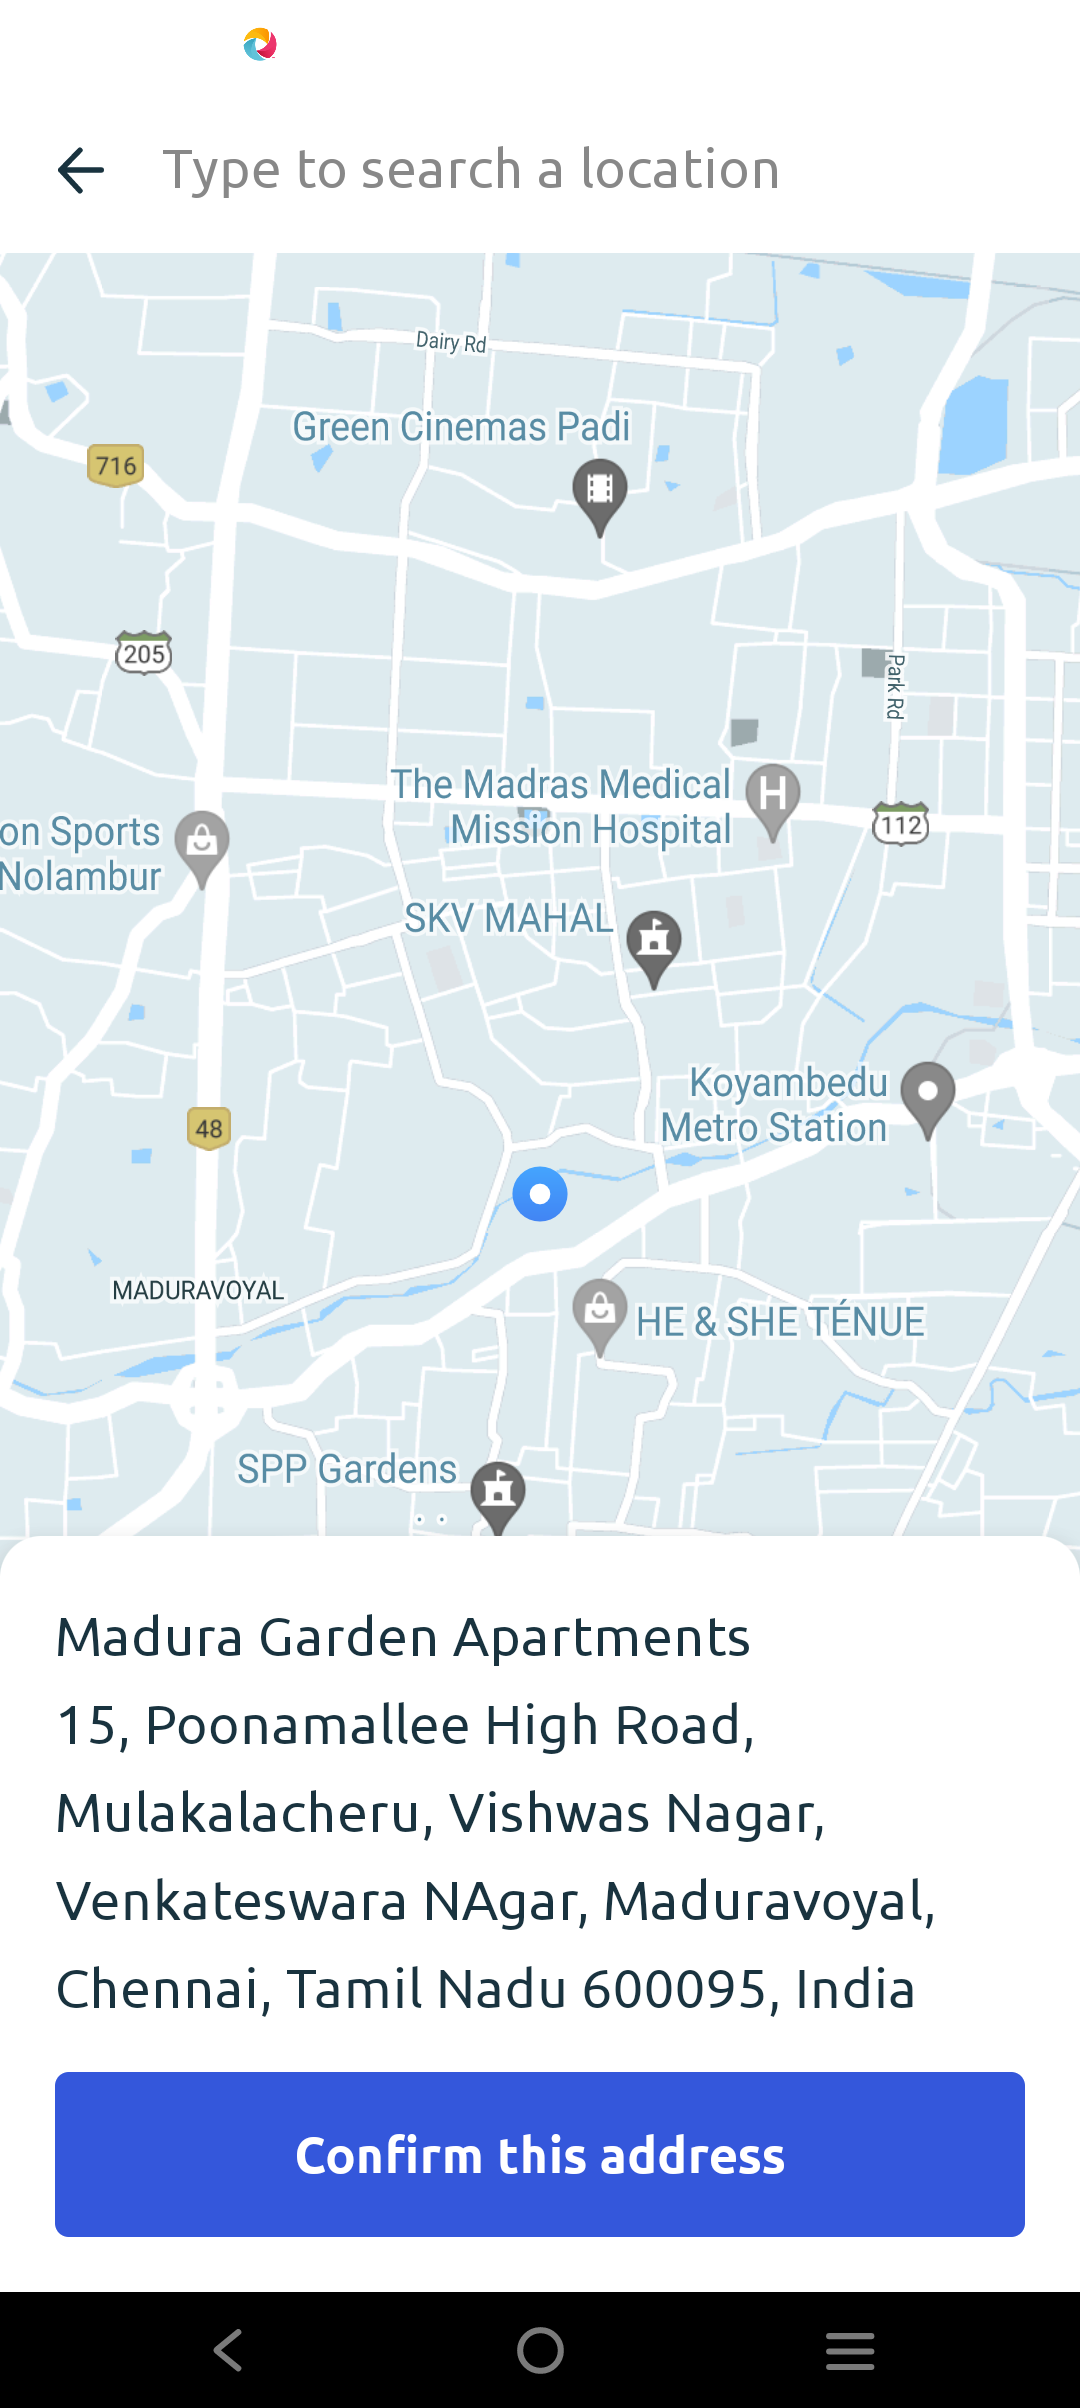 Type to search a location
Dairy Rd
Green Cinemas Padi
716
205
Park Rd
The Madras Medical
Mission Hospital
112
on Sports
Nolambur
SKV MAHAL
Koyambedu
Metro Station
48
MADURAVOYAL
HE & SHE TÉNUE
SPP Gardens
Madura Garden Apartments
15, Poonamallee High Road,
Mulakalacheru, Vishwas Nagar,
Venkateswara NAgar, Maduravoyal,
Chennai, Tamil Nadu 600095, India
Confirm this address